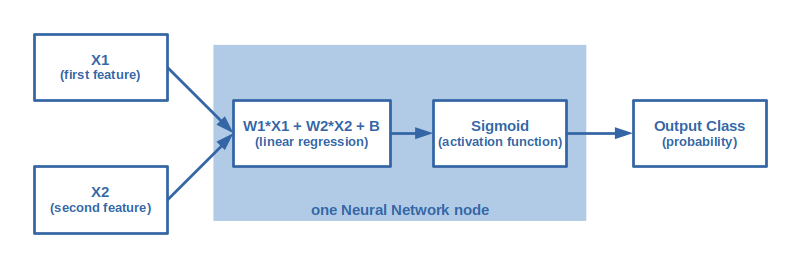 X1
(first feature)
X2
(second feature)
W1*X1 + W2*X2 + B
(linear regression)
Sigmoid
(activation function)
Output Class
(probability)
one Neural Network node